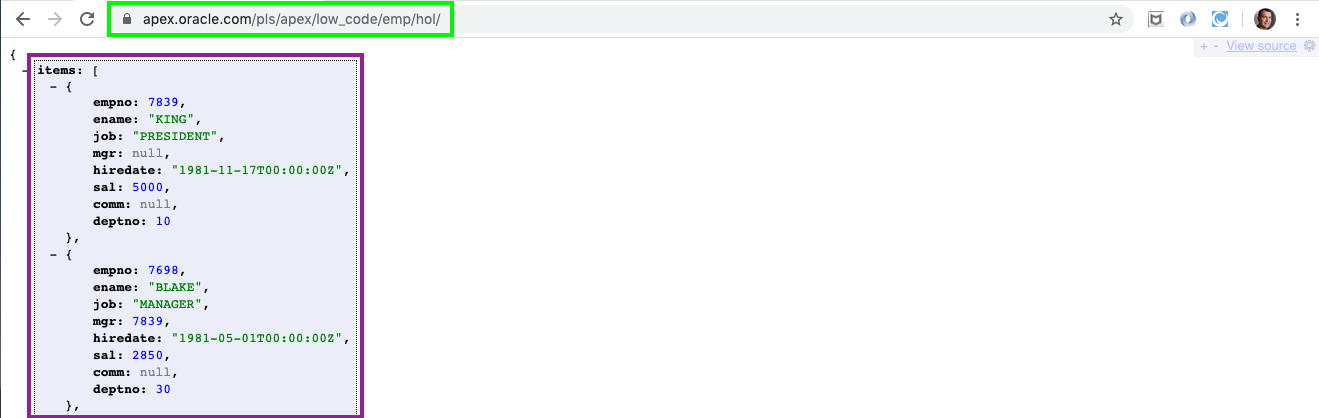 apex.oracle.com/pls/apex/low_code/emp/hol/
+ - View source
{
- items: [
- {
empno: 7839,
ename: "KING",
job: "PRESIDENT",
mgr: null,
hiredate: "1981-11-17T00:00:00Z",
sal: 5000,
comm: null,
deptno: 10
},
- {
empno: 7698,
ename: "BLAKE",
job: "MANAGER",
mgr: 7839,
hiredate: "1981-05-01T00:00:00Z",
sal: 2850,
comm: null,
deptno: 30
},